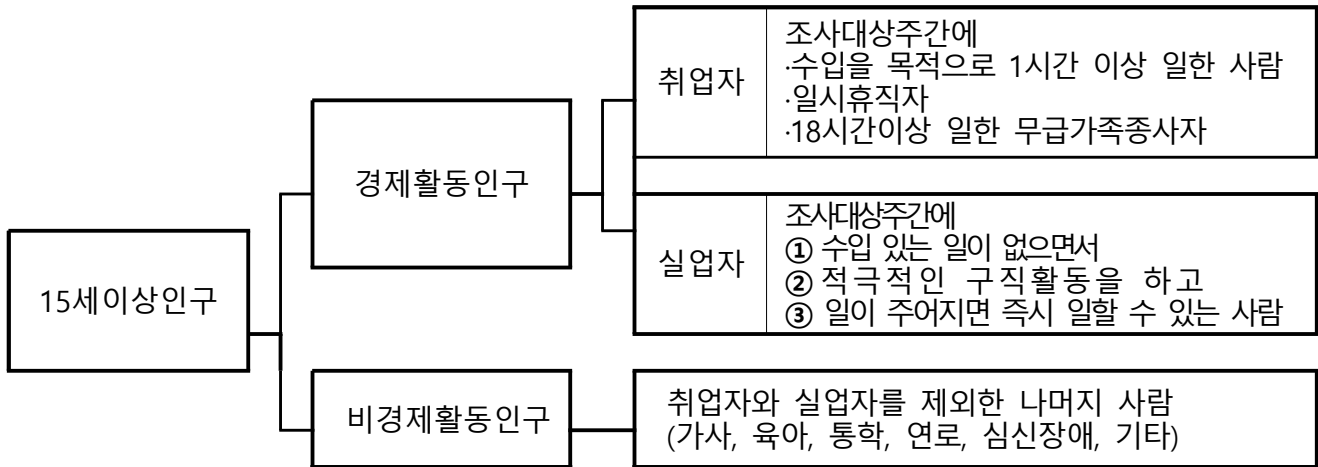 15세이상인구
경제활동인구
취업자
조사대상주간에
·수입을 목적으로 1시간 이상 일한 사람
·일시휴직자
·18시간이상 일한 무급가족종사자
실업자
조사대상주간에
① 수입 있는 일이 없으면서
② 적극적인 구직활동을 하고
③ 일이 주어지면 즉시 일할 수 있는 사람
비경제활동인구
취업자와 실업자를 제외한 나머지 사람
(가사, 육아, 통학, 연로, 심신장애, 기타)